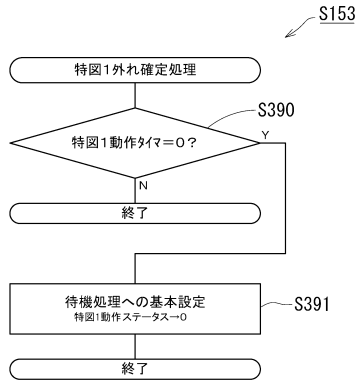 S153
特図1外れ確定処理
S390
特図1動作タイマ=0?
Y
N
終了
待機処理への基本設定
特図1動作ステータス→0
S391
終了